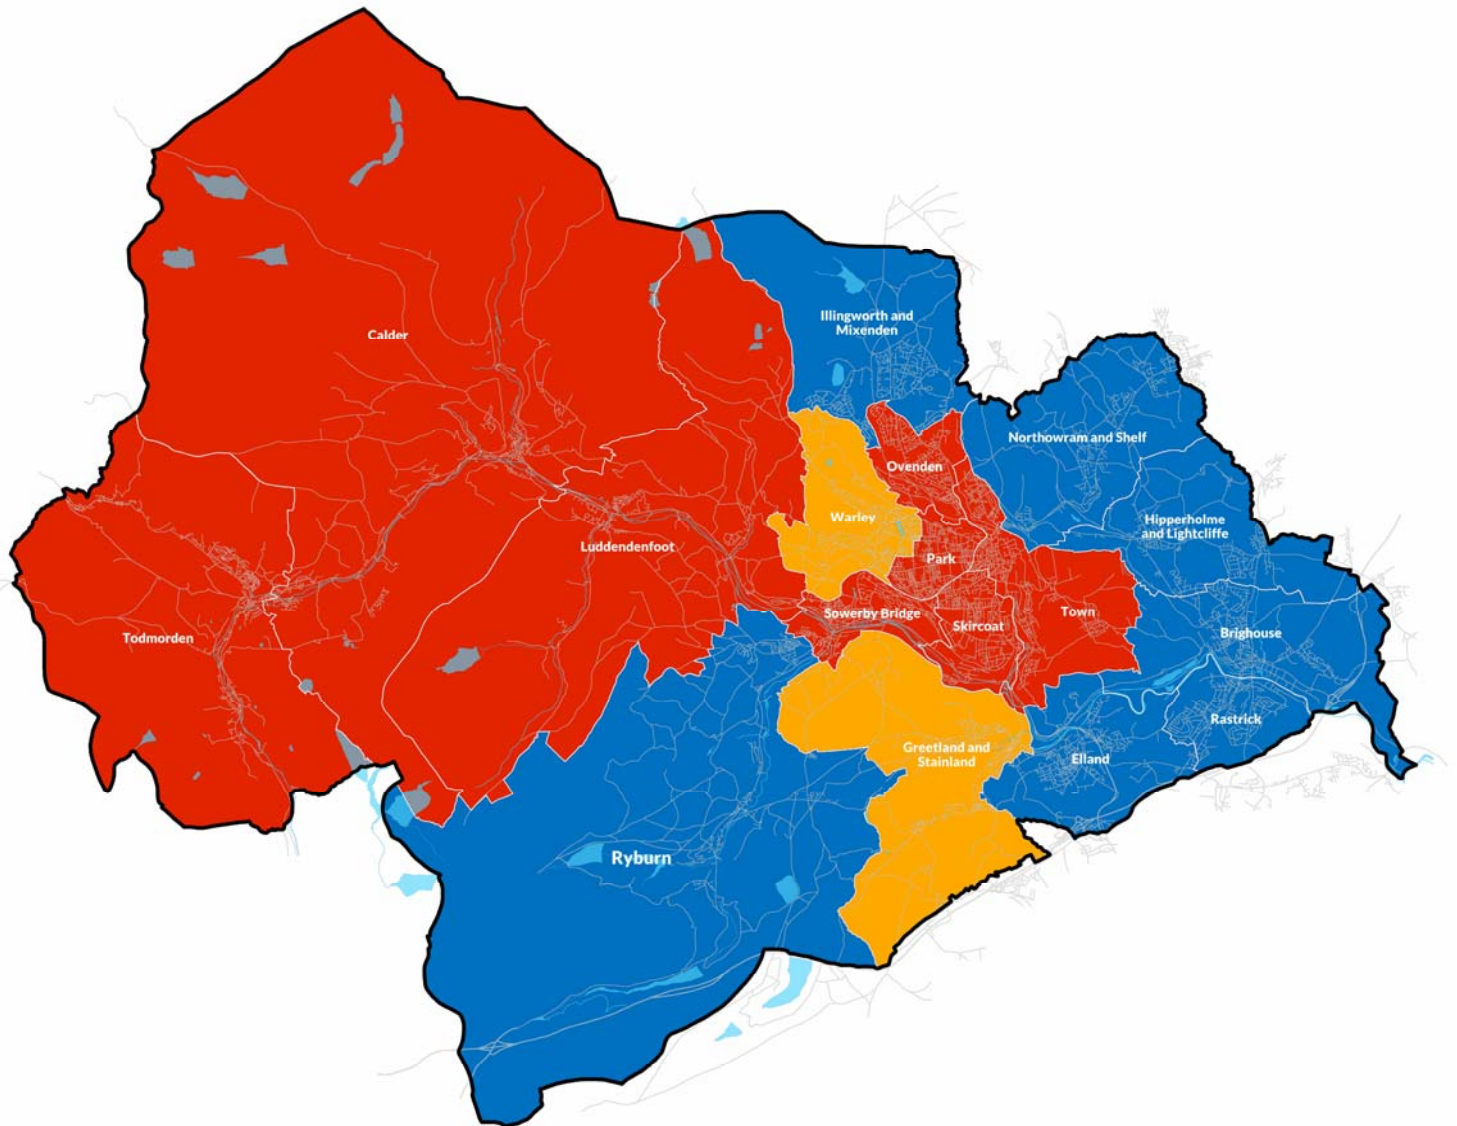 Illingworth and
Mixenden
Calder
Northowram and Shelf
Ovenden
Warley
Hipperholme
and Lightcliffe
Luddendenfoot
Park
Sowerby Bridge
Skircoat
Town
Todmorden
Brighouse
Rastrick
Greetland and
Stainland
Elland
Ryburn